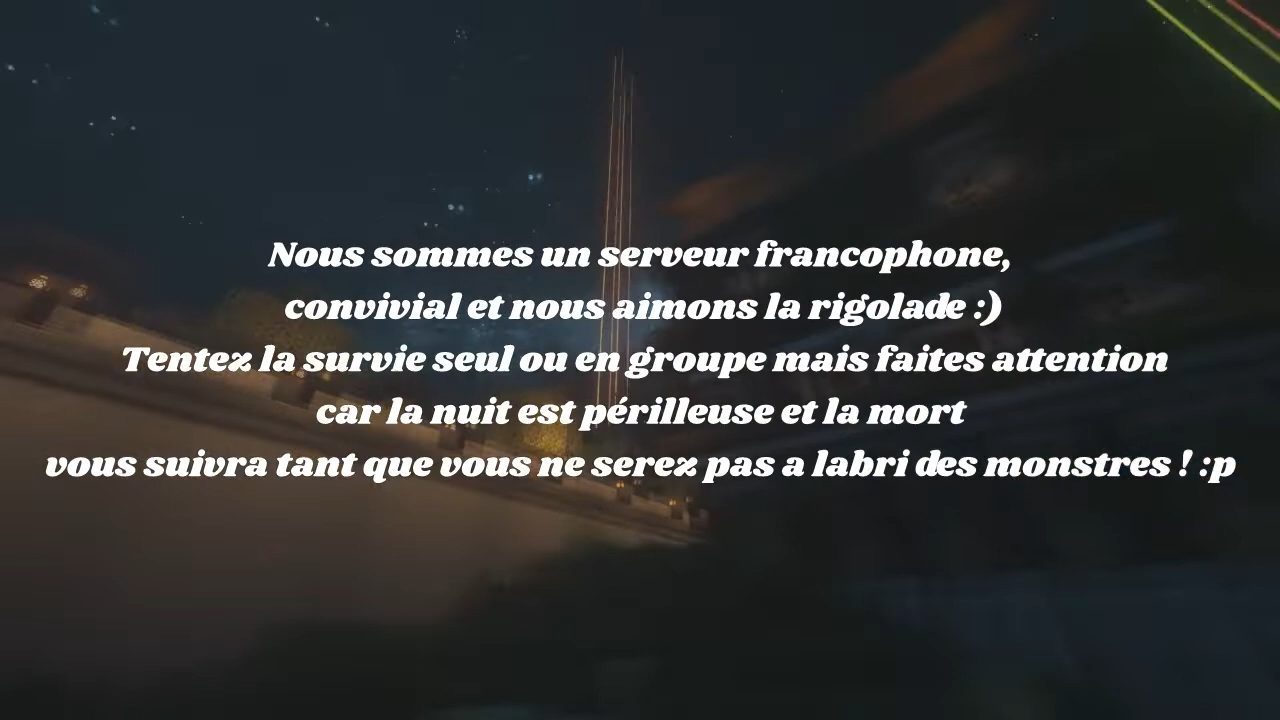 Nous sommes un serveur francophone,
convivial et nous aimons la rigolade :)
Tentez la survie seul ou en groupe mais faites attention
car la nuit est périlleuse et la mort
vous suivra tant que vous ne serez pas a labri des monstres ! :p